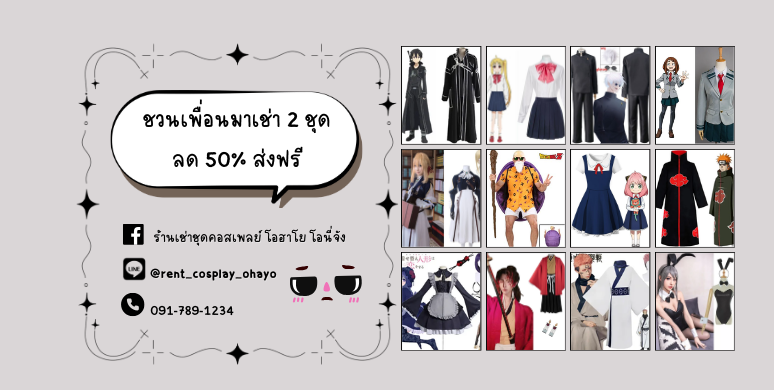 ชวนเพื่อนมาเช่า 2 ชุด
ลด 50% ส่งฟรี
ร้านเช่าชุดคอสเพลย์ โอฮาโย โอนี่จัง
LINE
@rent_cosplay_ohayo
091-789-1234